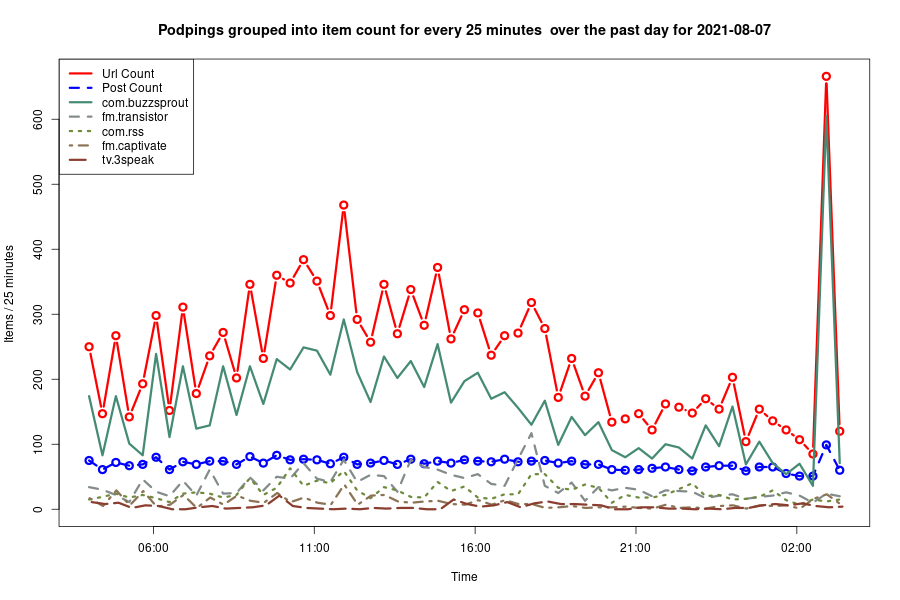 Podpings grouped into item count for every 25 minutes  over the past day for 2021-08-07
Url Count
Post Count
com.buzzsprout
fm.transistor
com.rss
fm.captivate
tv.3speak
Items / 25 minutes
600
500
400
300
200
100
0
06:00 11:00 16:00 21:00 02:00
Time